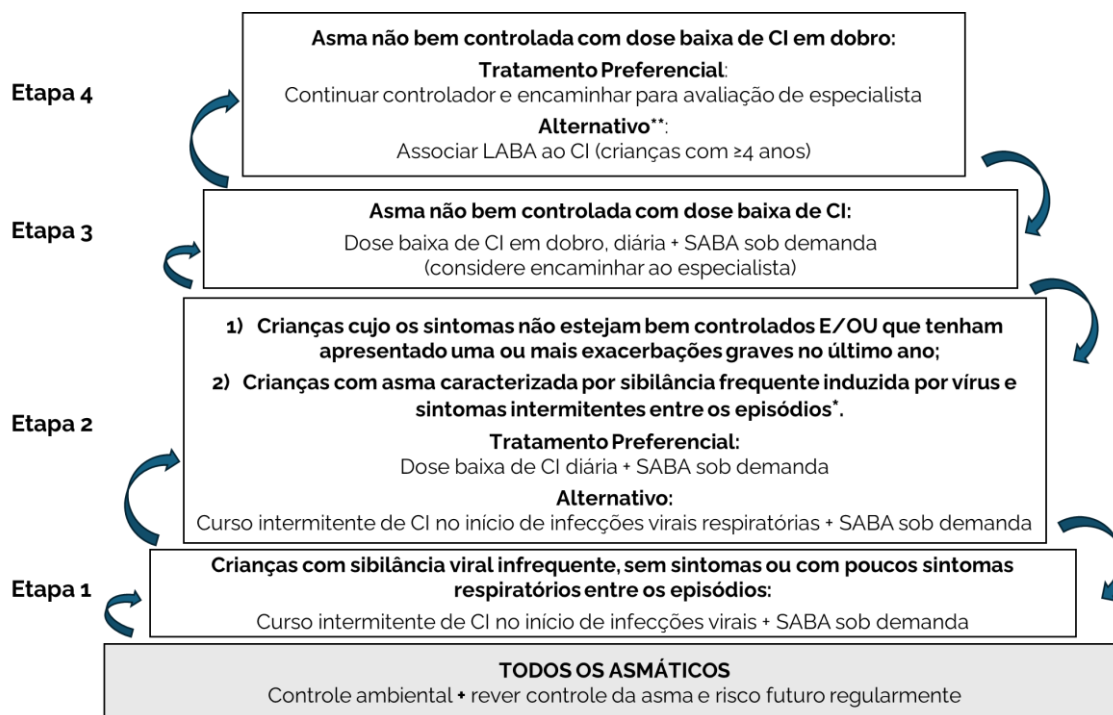 Etapa 4
Asma não bem controlada com dose baixa de CI em dobro:
Tratamento Preferencial:
Continuar controlador e encaminhar para avaliação de especialista
Alternativo**:
Associar LABA ao CI (crianças com ≥4 anos)
Etapa 3
Asma não bem controlada com dose baixa de CI:
Dose baixa de CI em dobro, diária + SABA sob demanda
(considere encaminhar ao especialista)
Etapa 2
1) Crianças cujo os sintomas não estejam bem controlados E/OU que tenham
apresentado uma ou mais exacerbações graves no último ano;
2) Crianças com asma caracterizada por sibilância frequente induzida por vírus e
sintomas intermitentes entre os episódios*.
Tratamento Preferencial:
Dose baixa de CI diária + SABA sob demanda
Alternativo:
Curso intermitente de CI no início de infecções virais respiratórias + SABA sob demanda
Etapa 1
Crianças com sibilância viral infrequente, sem sintomas ou com poucos sintomas
respiratórios entre os episódios:
Curso intermitente de CI no início de infecções virais + SABA sob demanda
TODOS OS ASMÁTICOS
Controle ambiental + rever controle da asma e risco futuro regularmente